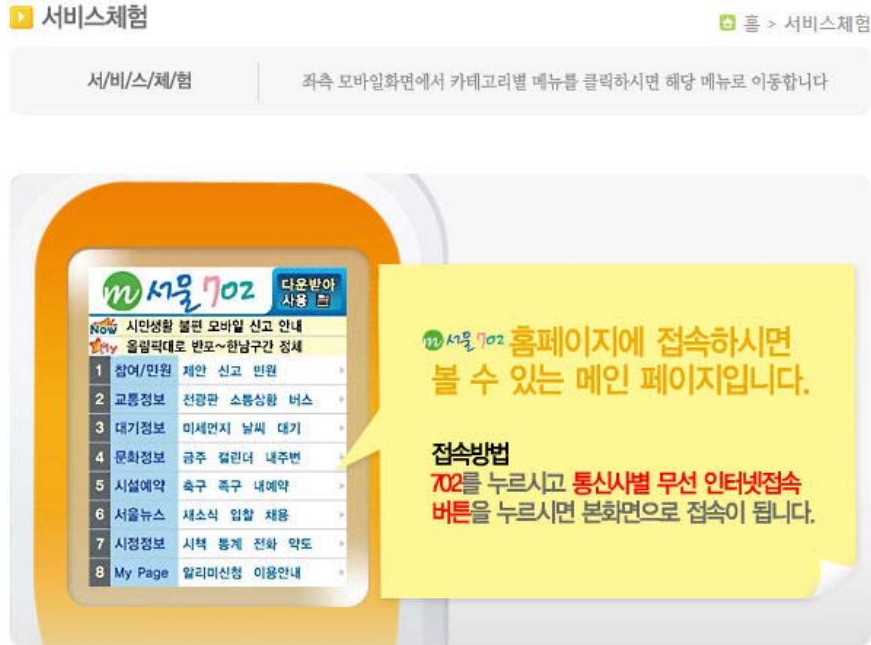 서비스체험
홈 > 서비스체험
서/비/스/체/험
좌측 모바일화면에서 카테고리별 메뉴를 클릭하시면 해당 메뉴로 이동합니다
m 서울 702 다운받아
사용
Now 시민생활 불편 모바일 신고 안내
My 올림픽대로 반포~한남구간 정체
1 참여/민원 제안 신고 민원
2 교통정보 전광판 소통상황 버스
3 대기정보 미세먼지 날씨 대기
4 문화정보 금주 캘린더 내주변
5 시설예약 축구 족구 내예약
6 서울뉴스 새소식 입찰 채용
7 시정정보 시책 통계 전화 약도
8 My Page 알리미신청 이용안내
m 서울 702 홈페이지에 접속하시면
볼 수 있는 메인 페이지입니다.
접속방법
702를 누르시고 통신사별 무선 인터넷접속
버튼을 누르시면 본화면으로 접속이 됩니다.